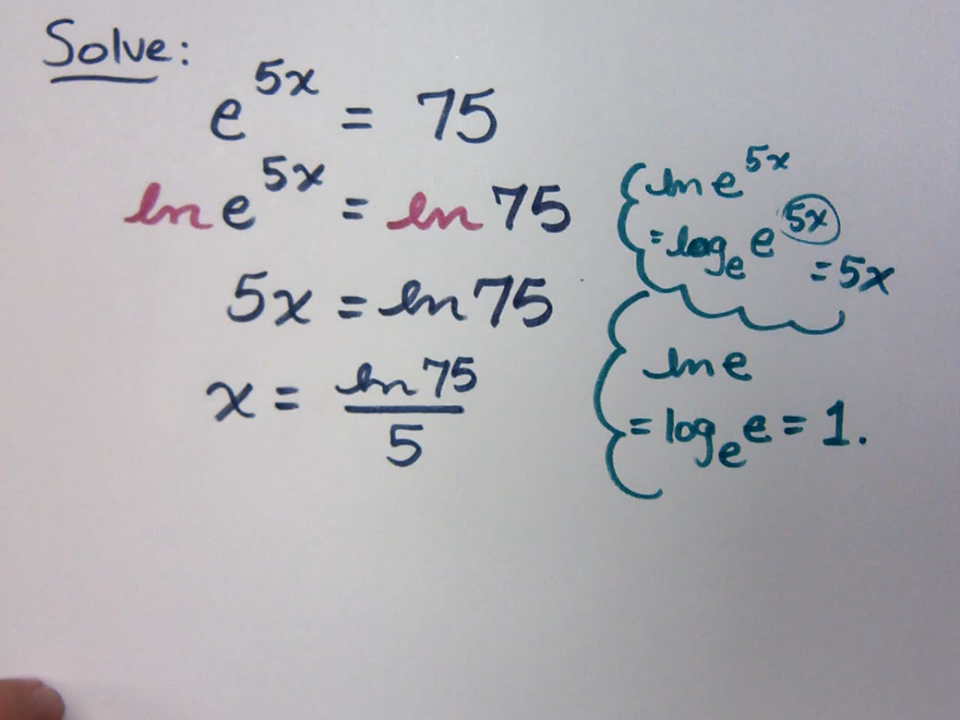 Solve:
e^{5x} = 75
ln e^{5x} = ln 75
5x = ln 75
x = ln 75 / 5
ln e^{5x}
= log_e e^{5x} = 5x
ln e
= log_e e = 1.